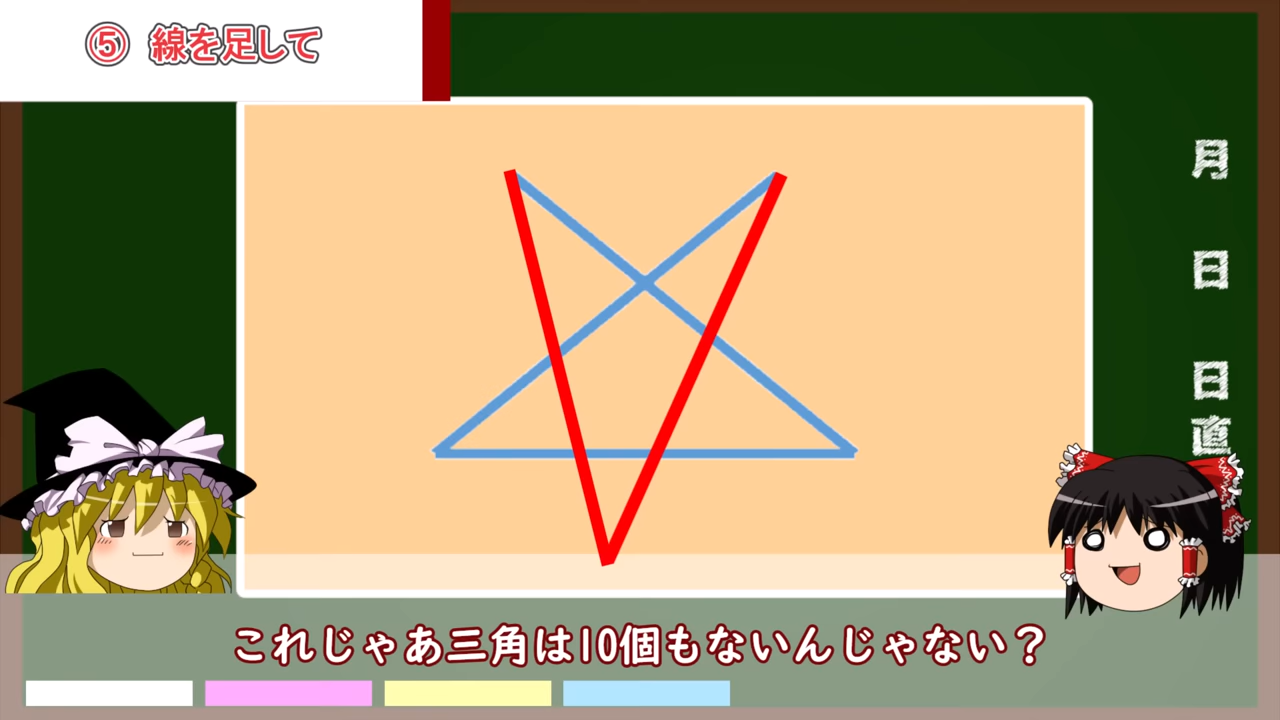 ⑤ 線を足して
月
日
日直
これじゃあ三角は10個もないんじゃない？